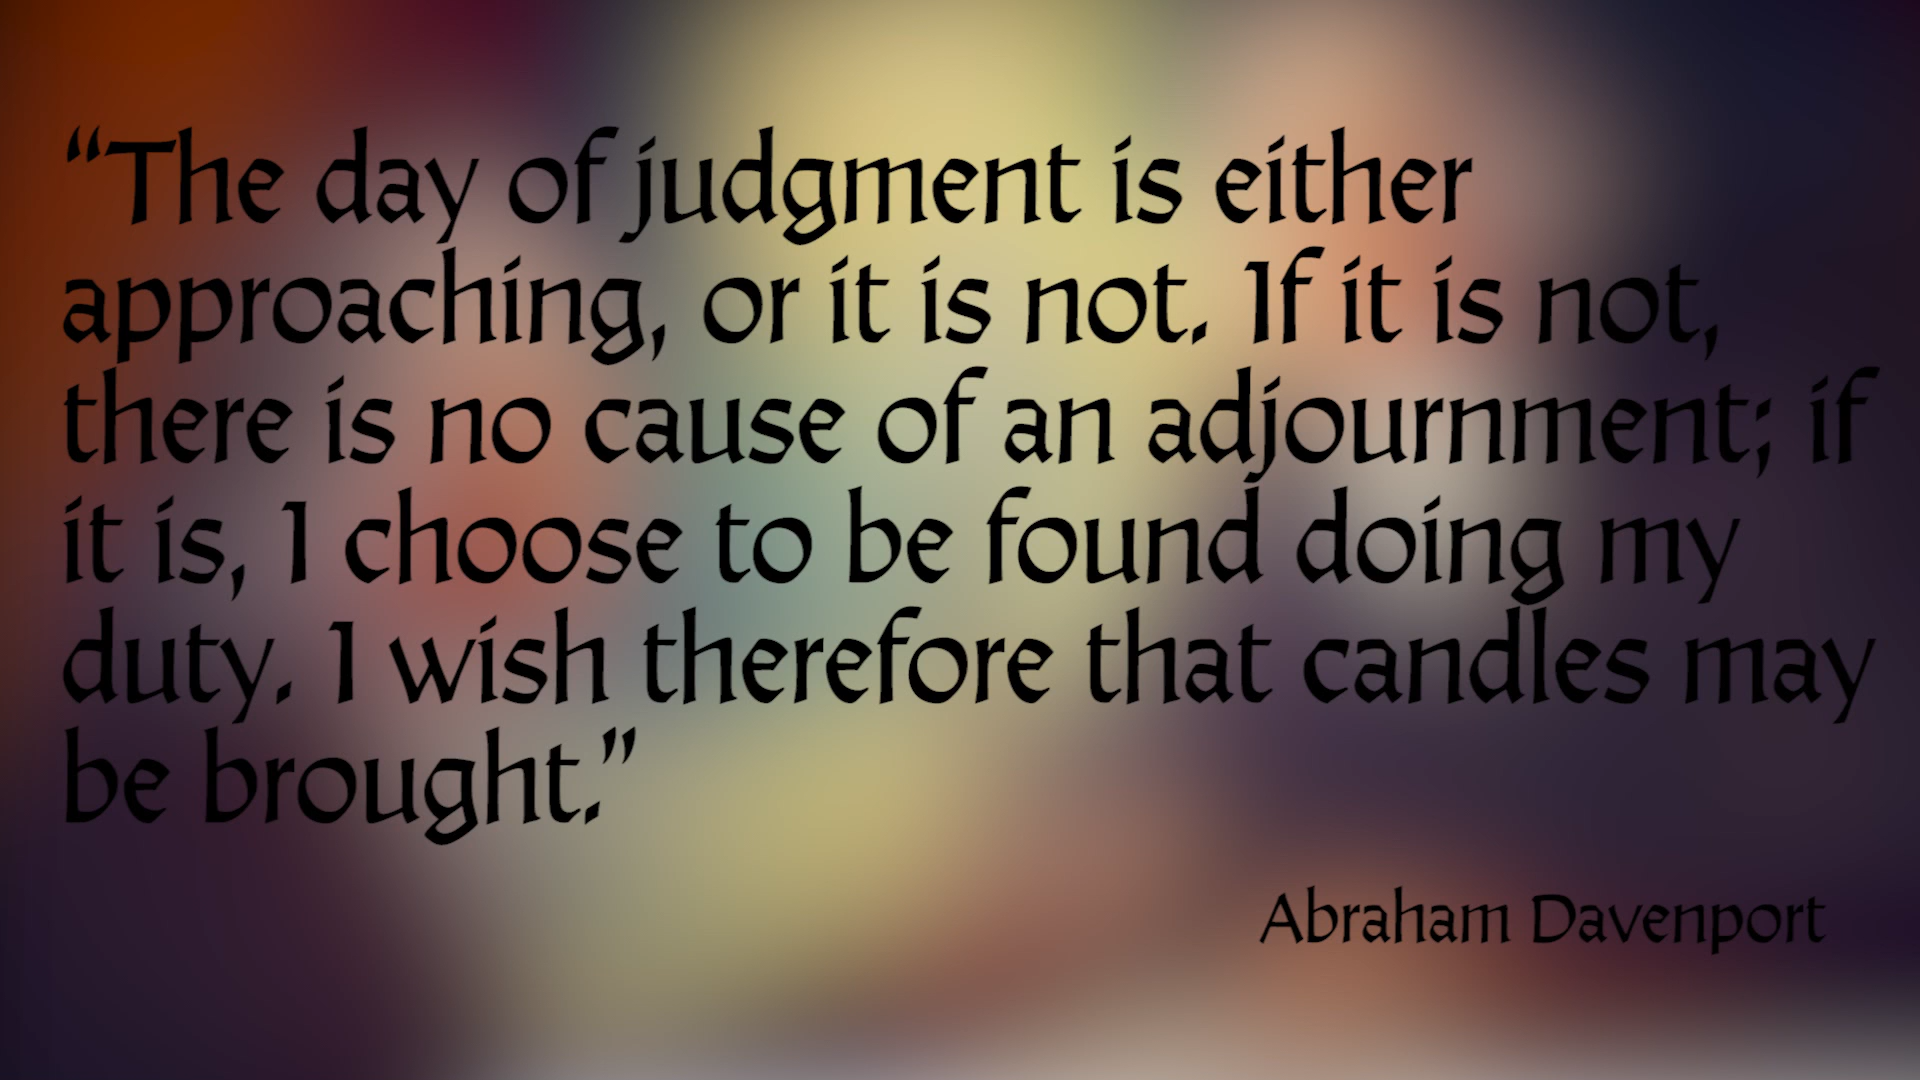 “The day of judgment is either
approaching, or it is not. If it is not,
there is no cause of an adjournment; if
it is, I choose to be found doing my
duty. I wish therefore that candles may
be brought.”
Abraham Davenport